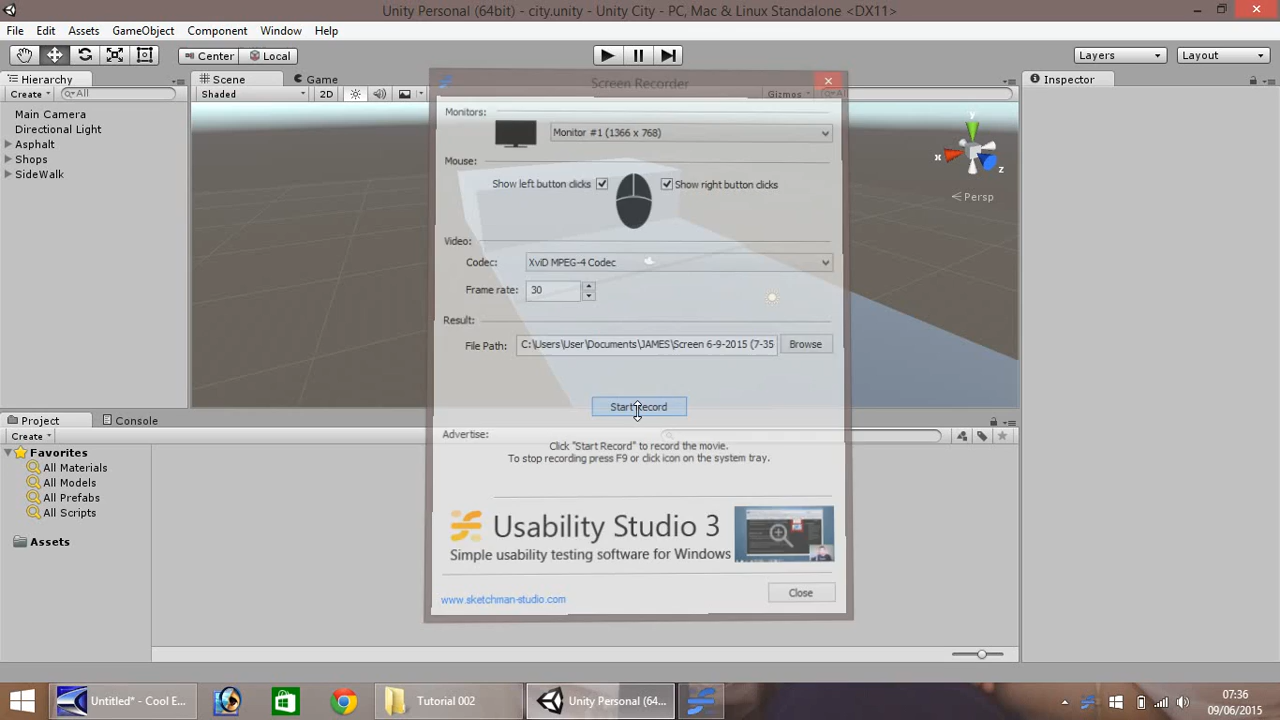 Unity Personal (64bit) - city.unity - Unity City - PC, Mac & Linux Standalone <DX11>
File Edit Assets GameObject Component Window Help
Center Local Layers Layout
Hierarchy Scene Game Inspector
Create All Shaded 2D Gizmos All
Main Camera
Directional Light
Asphalt
Shops
SideWalk
x y z
Persp
Screen Recorder
Monitors:
Monitor #1 (1366 x 768)
Mouse:
Show left button clicks Show right button clicks
Video:
Codec: XviD MPEG-4 Codec
Frame rate: 30
Result:
File Path: C:\Users\User\Documents\JAMES\Screen 6-9-2015 (7-35 Browse
Start Record
Advertise:
Click "Start Record" to record the movie.
To stop recording press F9 or click icon on the system tray.
Usability Studio 3
Simple usability testing software for Windows
www.sketchman-studio.com Close
Project Console
Create
Favorites
All Materials
All Models
All Prefabs
All Scripts
Assets
Untitled* - Cool E... Tutorial 002 Unity Personal (64...
07:36
09/06/2015